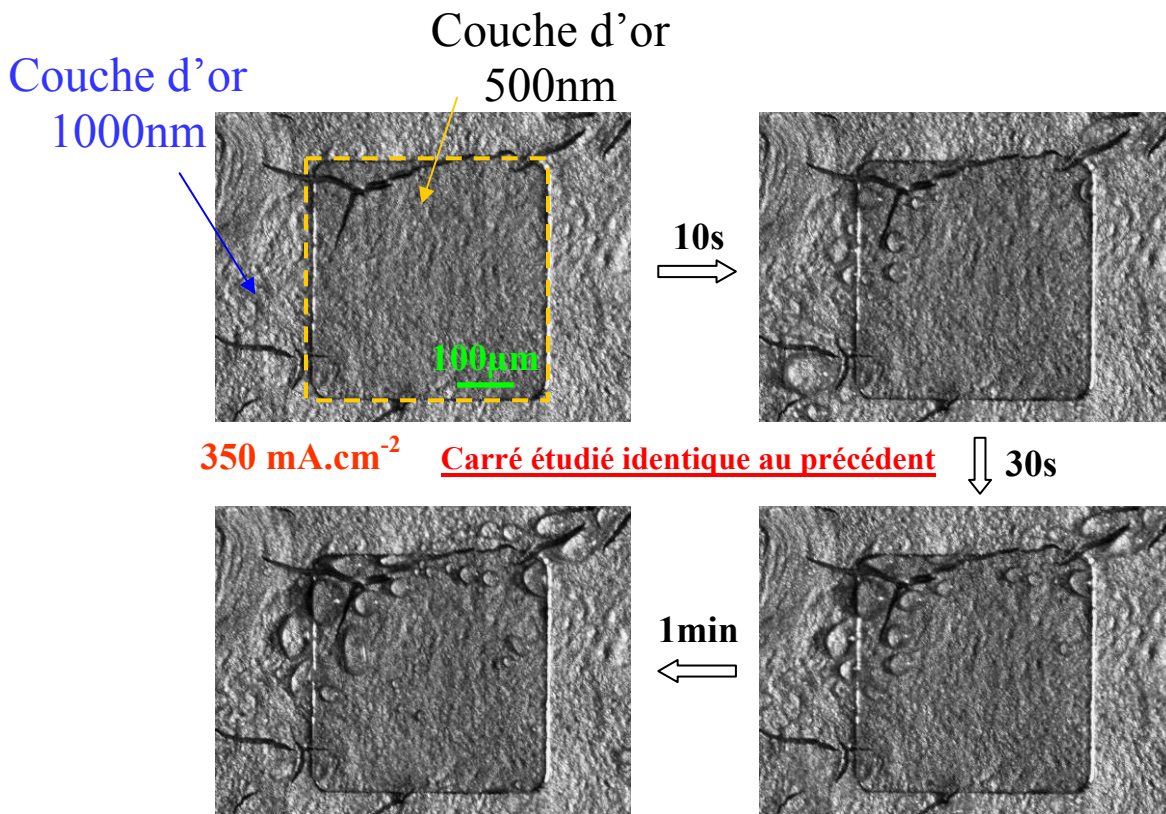 Couche d’or
500nm
Couche d’or
1000nm
10s
100µm
350 mA.cm-2
Carré étudié identique au précédent
30s
1min